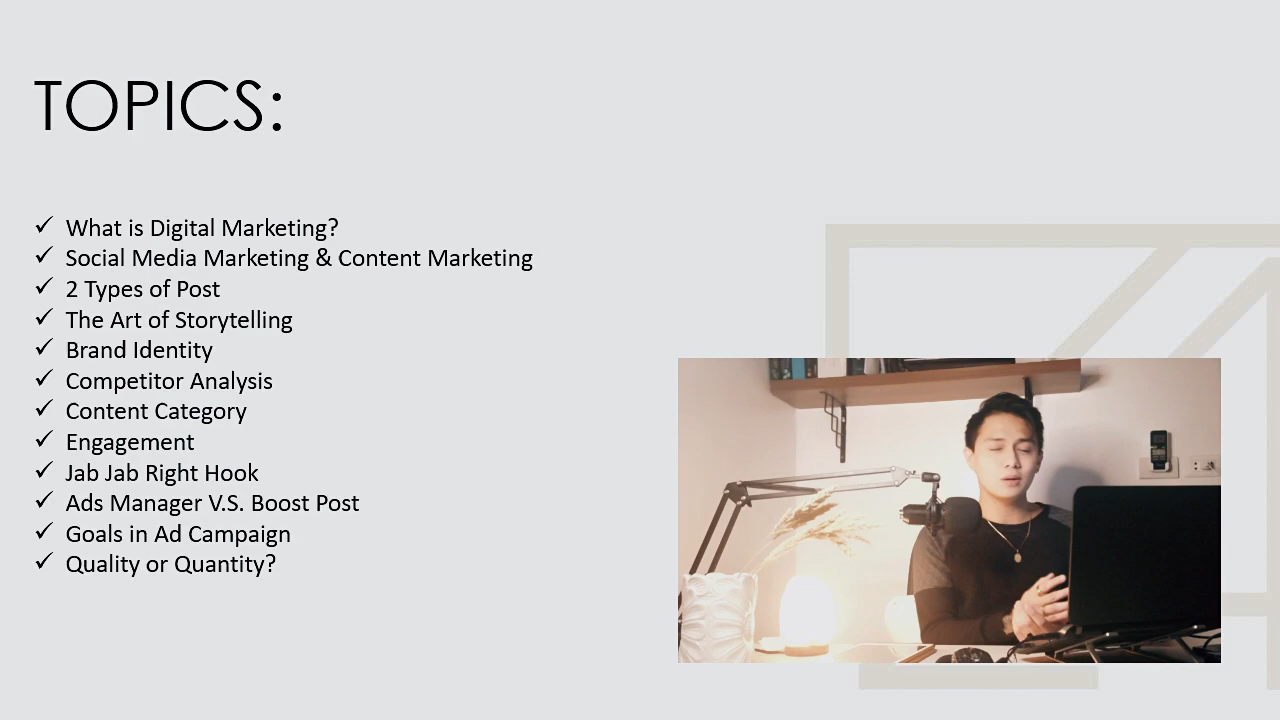 TOPICS:
✓ What is Digital Marketing?
✓ Social Media Marketing & Content Marketing
✓ 2 Types of Post
✓ The Art of Storytelling
✓ Brand Identity
✓ Competitor Analysis
✓ Content Category
✓ Engagement
✓ Jab Jab Right Hook
✓ Ads Manager V.S. Boost Post
✓ Goals in Ad Campaign
✓ Quality or Quantity?